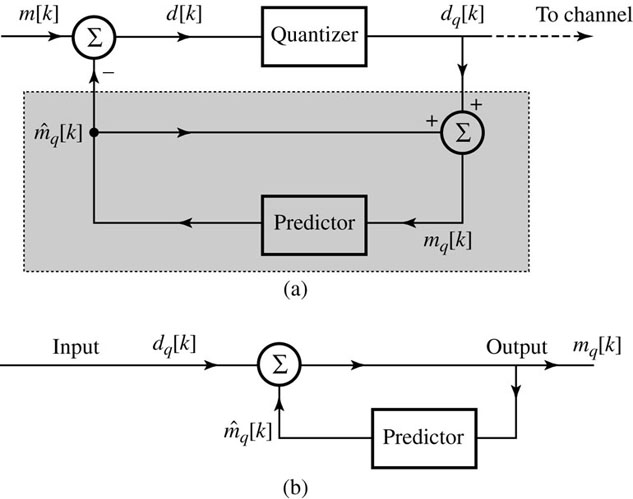 m[k]
Σ
d[k]
Quantizer
d_q[k]
To channel
−
+
m̂_q[k]
+
Σ
Predictor
m_q[k]
(a)
Input
d_q[k]
Σ
Output
m_q[k]
m̂_q[k]
Predictor
(b)